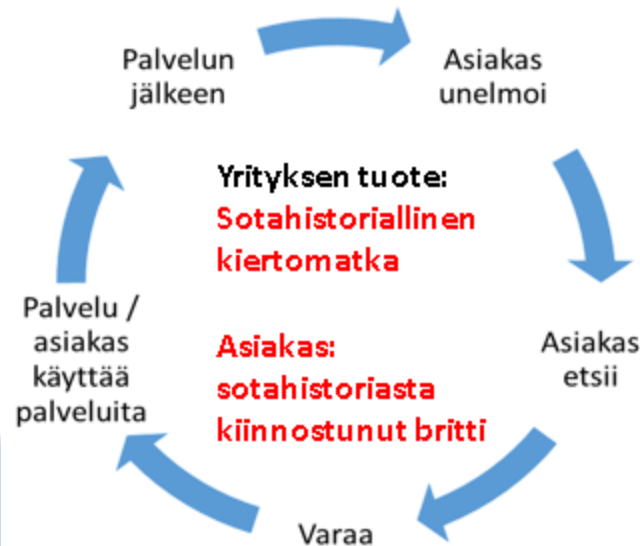 Palvelun
jälkeen
Asiakas
unelmoi
Yrityksen tuote:
Sotahistoriallinen
kiertomatka
Palvelu /
asiakas
käyttää
palveluita
Asiakas:
sotahistoriasta
kiinnostunut britti
Asiakas
etsii
Varaa